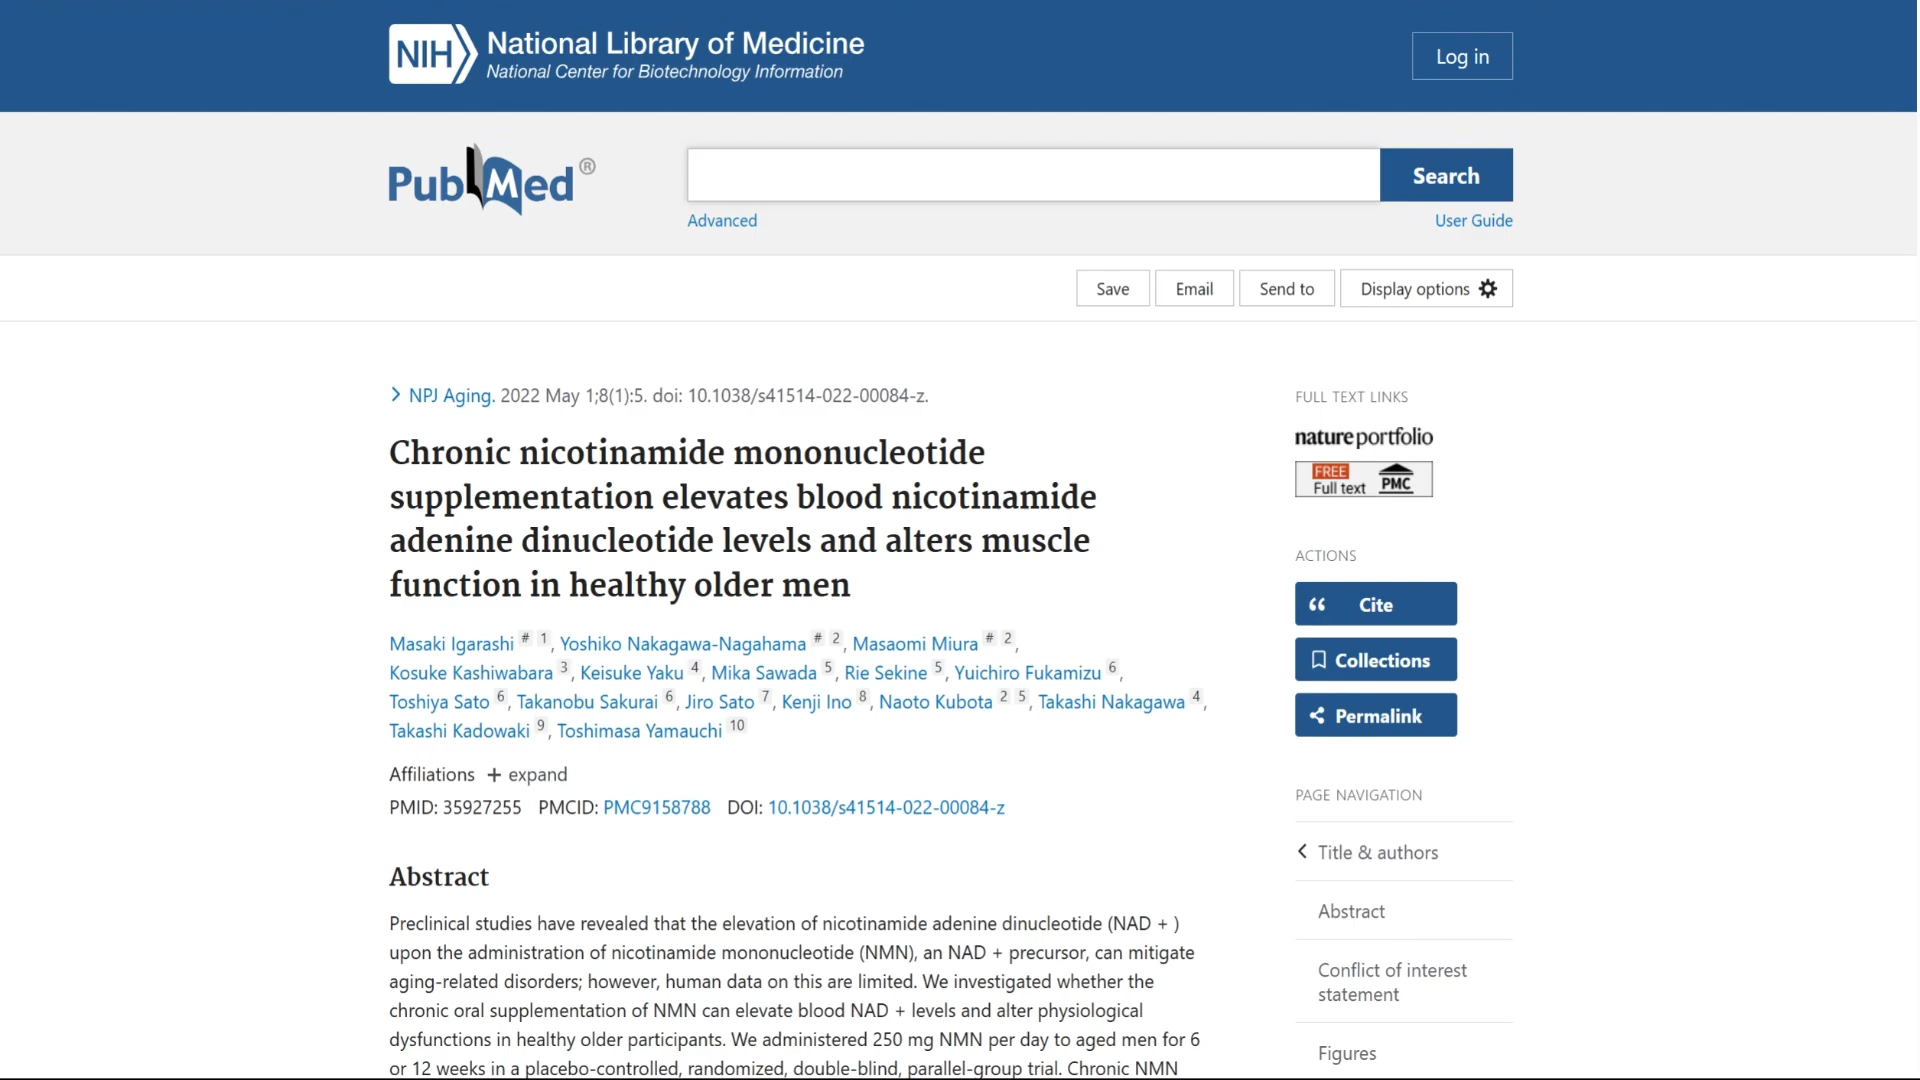 NIH National Library of Medicine
National Center for Biotechnology Information
Log in
PubMed®
Search
Advanced
User Guide
Save
Email
Send to
Display options
NPJ Aging. 2022 May 1;8(1):5. doi: 10.1038/s41514-022-00084-z.
Chronic nicotinamide mononucleotide
supplementation elevates blood nicotinamide
adenine dinucleotide levels and alters muscle
function in healthy older men
Masaki Igarashi # 1, Yoshiko Nakagawa-Nagahama # 2, Masaomi Miura # 2,
Kosuke Kashiwabara 3, Keisuke Yaku 4, Mika Sawada 5, Rie Sekine 5, Yuichiro Fukamizu 6,
Toshiya Sato 6, Takanobu Sakurai 6, Jiro Sato 7, Kenji Ino 8, Naoto Kubota 2 5, Takashi Nakagawa 4,
Takashi Kadowaki 9, Toshimasa Yamauchi 10
Affiliations + expand
PMID: 35927255 PMCID: PMC9158788 DOI: 10.1038/s41514-022-00084-z
Abstract
Preclinical studies have revealed that the elevation of nicotinamide adenine dinucleotide (NAD + )
upon the administration of nicotinamide mononucleotide (NMN), an NAD + precursor, can mitigate
aging-related disorders; however, human data on this are limited. We investigated whether the
chronic oral supplementation of NMN can elevate blood NAD + levels and alter physiological
dysfunctions in healthy older participants. We administered 250 mg NMN per day to aged men for 6
or 12 weeks in a placebo-controlled, randomized, double-blind, parallel-group trial. Chronic NMN
FULL TEXT LINKS
nature portfolio
FREE
Full text PMC
ACTIONS
Cite
Collections
Permalink
PAGE NAVIGATION
Title & authors
Abstract
Conflict of interest
statement
Figures